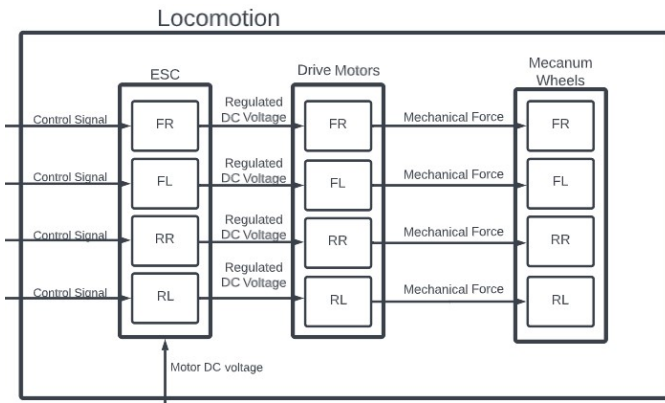 Locomotion
ESC
Drive Motors
Mecanum
Wheels
Control Signal
FR
Regulated
DC Voltage
FR
Mechanical Force
FR
Control Signal
FL
Regulated
DC Voltage
FL
Mechanical Force
FL
Control Signal
RR
Regulated
DC Voltage
RR
Mechanical Force
RR
Control Signal
RL
Regulated
DC Voltage
RL
Mechanical Force
RL
Motor DC voltage